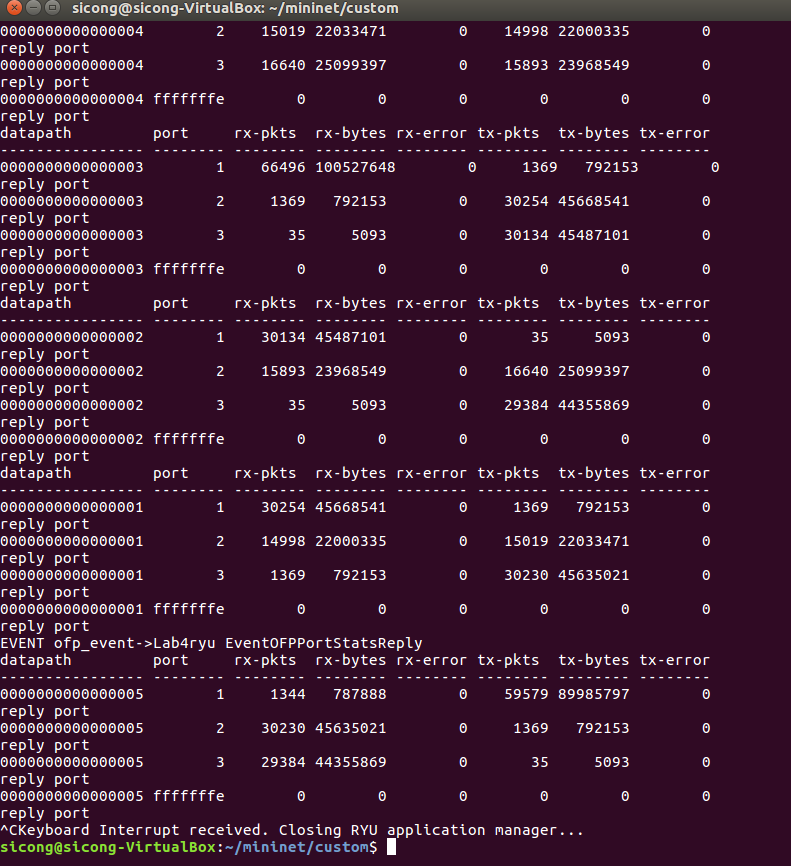 sicong@sicong-VirtualBox: ~/mininet/custom
0000000000000004        2    15019 22033471        0    14998 22000335        0
reply port
0000000000000004        3    16640 25099397        0    15893 23968549        0
reply port
0000000000000004 fffffffe        0        0        0        0        0        0
reply port
datapath         port     rx-pkts  rx-bytes rx-error tx-pkts  tx-bytes tx-error
---------------- -------- -------- -------- -------- -------- -------- --------
0000000000000003        1    66496 100527648        0     1369   792153        0
reply port
0000000000000003        2     1369   792153        0    30254 45668541        0
reply port
0000000000000003        3       35     5093        0    30134 45487101        0
reply port
0000000000000003 fffffffe        0        0        0        0        0        0
reply port
datapath         port     rx-pkts  rx-bytes rx-error tx-pkts  tx-bytes tx-error
---------------- -------- -------- -------- -------- -------- -------- --------
0000000000000002        1    30134 45487101        0       35     5093        0
reply port
0000000000000002        2    15893 23968549        0    16640 25099397        0
reply port
0000000000000002        3       35     5093        0    29384 44355869        0
reply port
0000000000000002 fffffffe        0        0        0        0        0        0
reply port
datapath         port     rx-pkts  rx-bytes rx-error tx-pkts  tx-bytes tx-error
---------------- -------- -------- -------- -------- -------- -------- --------
0000000000000001        1    30254 45668541        0     1369   792153        0
reply port
0000000000000001        2    14998 22000335        0    15019 22033471        0
reply port
0000000000000001        3     1369   792153        0    30230 45635021        0
reply port
0000000000000001 fffffffe        0        0        0        0        0        0
reply port
EVENT ofp_event->Lab4ryu EventOFPPortStatsReply
datapath         port     rx-pkts  rx-bytes rx-error tx-pkts  tx-bytes tx-error
---------------- -------- -------- -------- -------- -------- -------- --------
0000000000000005        1     1344   787888        0    59579 89985797        0
reply port
0000000000000005        2    30230 45635021        0     1369   792153        0
reply port
0000000000000005        3    29384 44355869        0       35     5093        0
reply port
0000000000000005 fffffffe        0        0        0        0        0        0
reply port
^CKeyboard Interrupt received. Closing RYU application manager...
sicong@sicong-VirtualBox:~/mininet/custom$